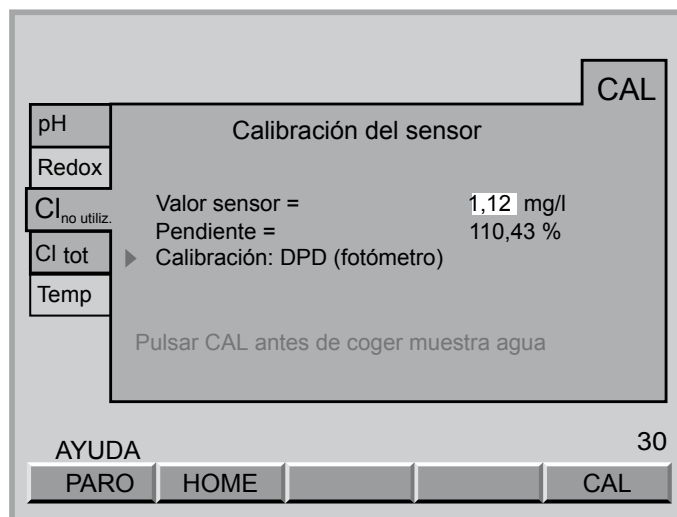 CAL
pH
Calibración del sensor
Redox
Cl no utiliz.
Valor sensor = 1,12 mg/l
Pendiente = 110,43 %
Cl tot
Calibración: DPD (fotómetro)
Temp
Pulsar CAL antes de coger muestra agua
AYUDA
30
PARO HOME CAL